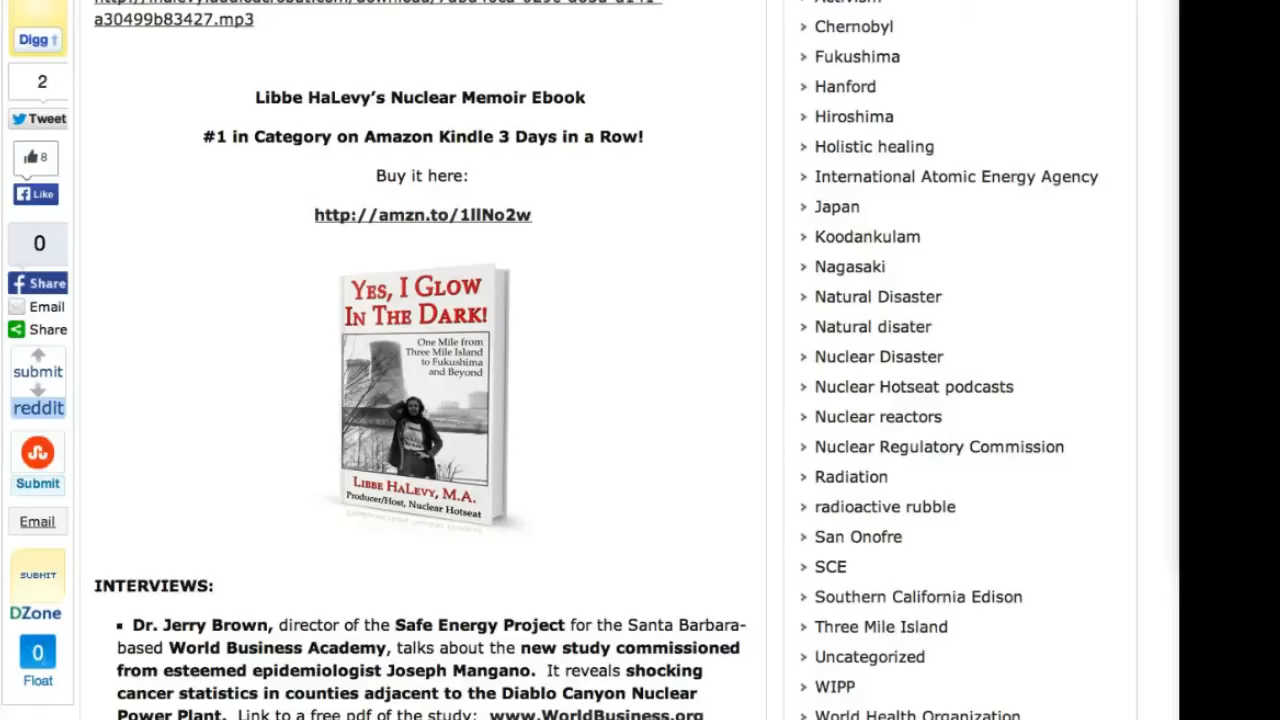 a30499b83427.mp3
Libbe HaLevy's Nuclear Memoir Ebook
#1 in Category on Amazon Kindle 3 Days in a Row!
Buy it here:
http://amzn.to/1llNo2w
YES, I GLOW
IN THE DARK!
One Mile from
Three Mile Island
to Fukushima
and Beyond
LIBBE HALEVY, M.A.
Producer/Host, Nuclear Hotseat
INTERVIEWS:
Dr. Jerry Brown, director of the Safe Energy Project for the Santa Barbara-
based World Business Academy, talks about the new study commissioned
from esteemed epidemiologist Joseph Mangano. It reveals shocking
cancer statistics in counties adjacent to the Diablo Canyon Nuclear
Power Plant. Link to a free pdf of the study: www.WorldBusiness.org
Digg
2
Tweet
8
Like
0
Share
Email
Share
submit
reddit
Submit
Email
SUBMIT
DZone
0
Float
Activism
Chernobyl
Fukushima
Hanford
Hiroshima
Holistic healing
International Atomic Energy Agency
Japan
Koodankulam
Nagasaki
Natural Disaster
Natural disater
Nuclear Disaster
Nuclear Hotseat podcasts
Nuclear reactors
Nuclear Regulatory Commission
Radiation
radioactive rubble
San Onofre
SCE
Southern California Edison
Three Mile Island
Uncategorized
WIPP
World Health Organization